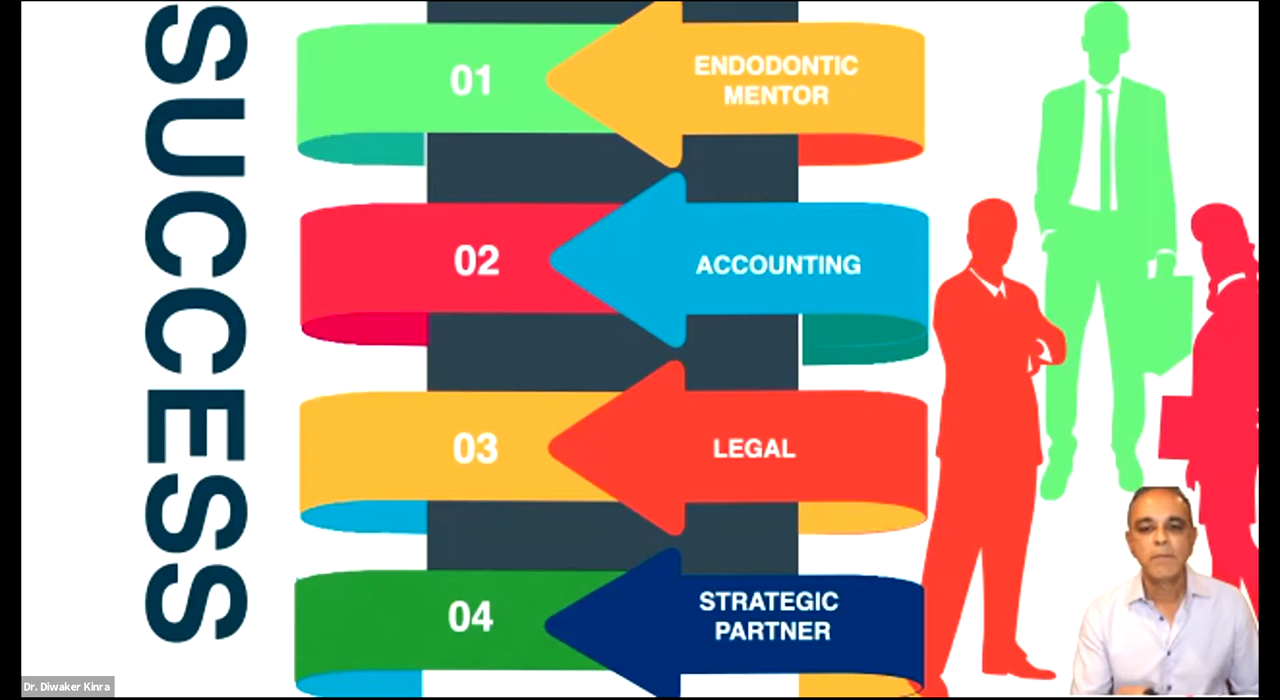 SUCCESS
01
ENDODONTIC
MENTOR
02
ACCOUNTING
03
LEGAL
04
STRATEGIC
PARTNER
Dr. Diwaker Kinra